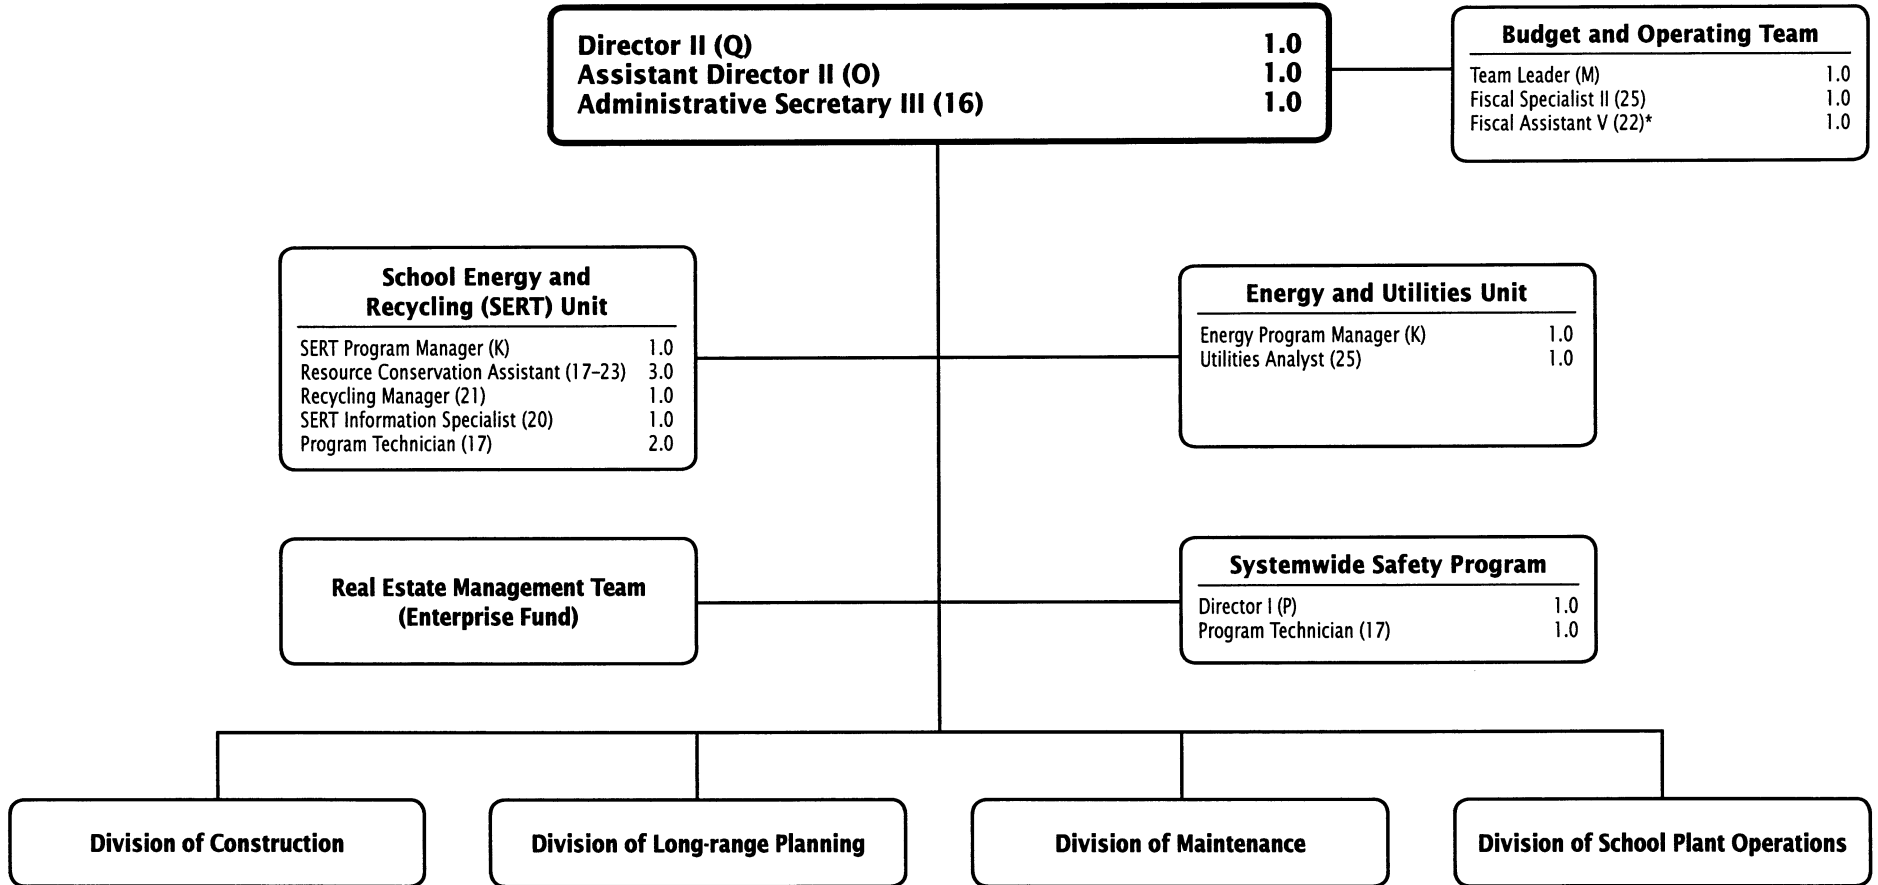 Director II (Q) 1.0
Assistant Director II (O) 1.0
Administrative Secretary III (16) 1.0
Budget and Operating Team
Team Leader (M) 1.0
Fiscal Specialist II (25) 1.0
Fiscal Assistant V (22)* 1.0
School Energy and
Recycling (SERT) Unit
SERT Program Manager (K) 1.0
Resource Conservation Assistant (17–23) 3.0
Recycling Manager (21) 1.0
SERT Information Specialist (20) 1.0
Program Technician (17) 2.0
Energy and Utilities Unit
Energy Program Manager (K) 1.0
Utilities Analyst (25) 1.0
Real Estate Management Team
(Enterprise Fund)
Systemwide Safety Program
Director I (P) 1.0
Program Technician (17) 1.0
Division of Construction
Division of Long-range Planning
Division of Maintenance
Division of School Plant Operations